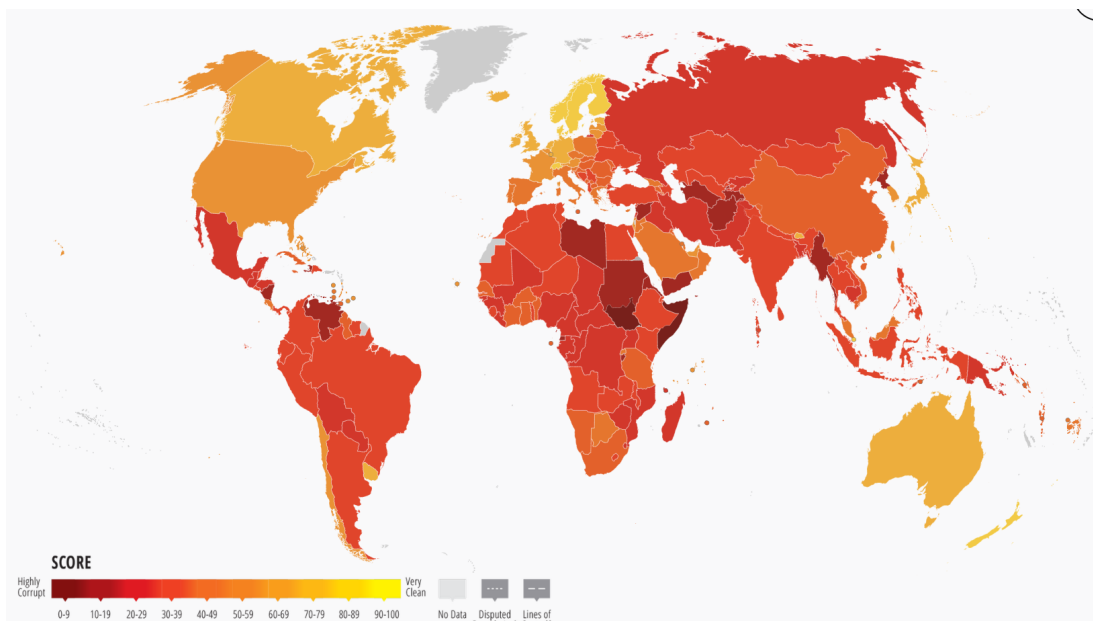 SCORE
Highly
Corrupt
Very
Clean
0-9 10-19 20-29 30-39 40-49 50-59 60-69 70-79 80-89 90-100
No Data Disputed Lines of